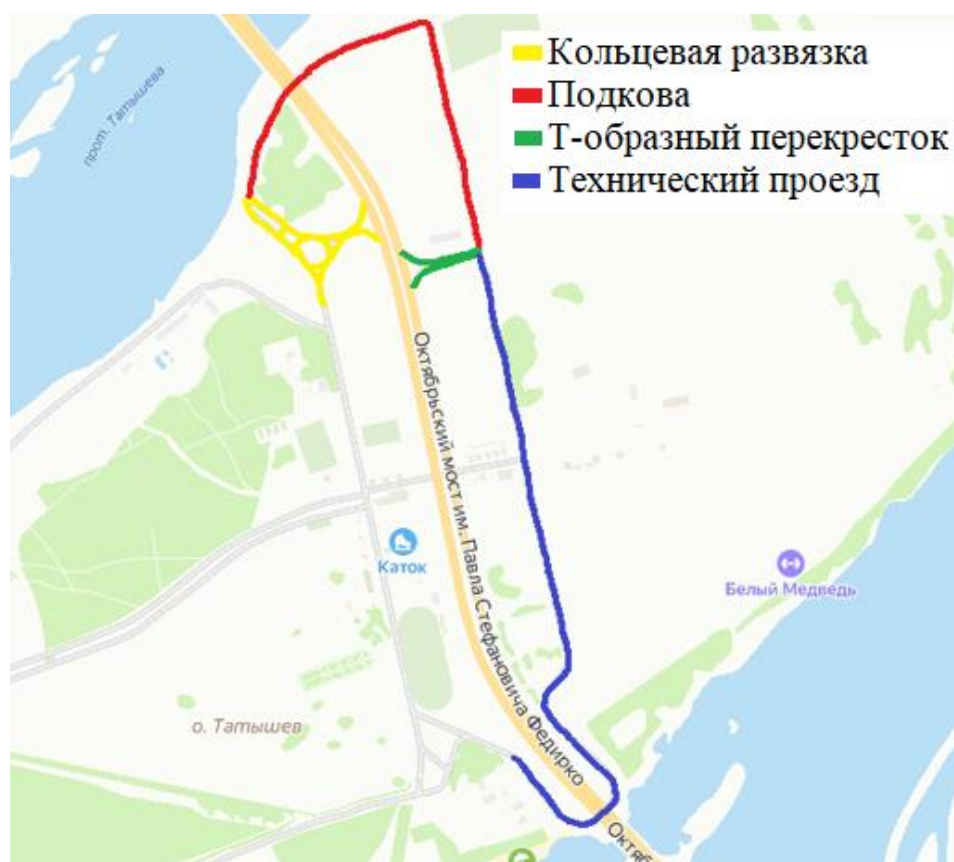 Кольцевая развязка
Подкова
Т-образный перекресток
Технический проезд
прот. Татышева
Октябрьский мост им. Павла Стефановича Федирко
Каток
Белый Медведь
о. Татышев